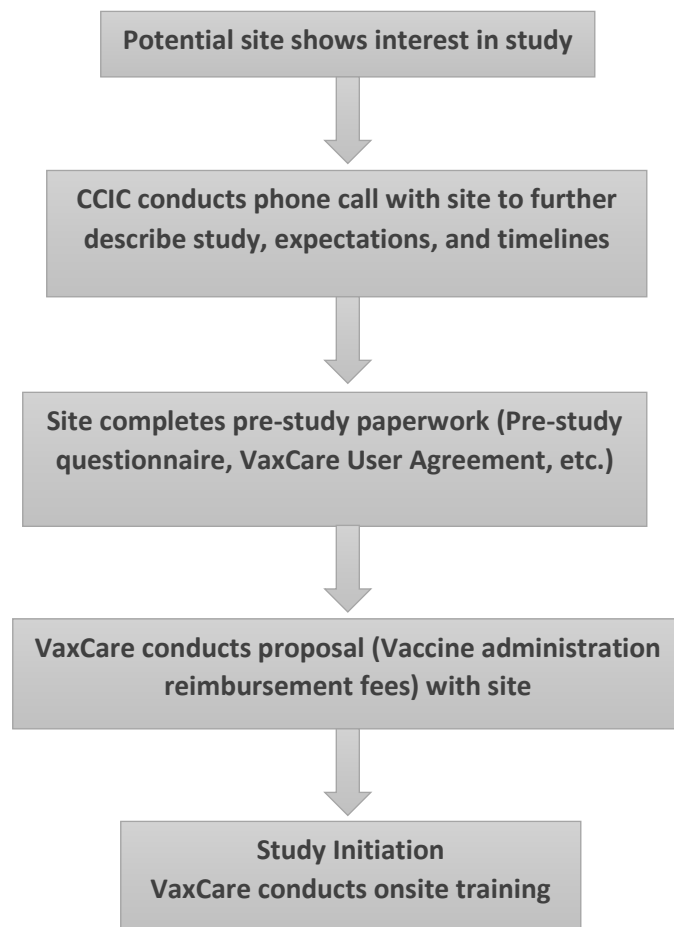 Potential site shows interest in study
CCIC conducts phone call with site to further
describe study, expectations, and timelines
Site completes pre-study paperwork (Pre-study
questionnaire, VaxCare User Agreement, etc.)
VaxCare conducts proposal (Vaccine administration
reimbursement fees) with site
Study Initiation
VaxCare conducts onsite training